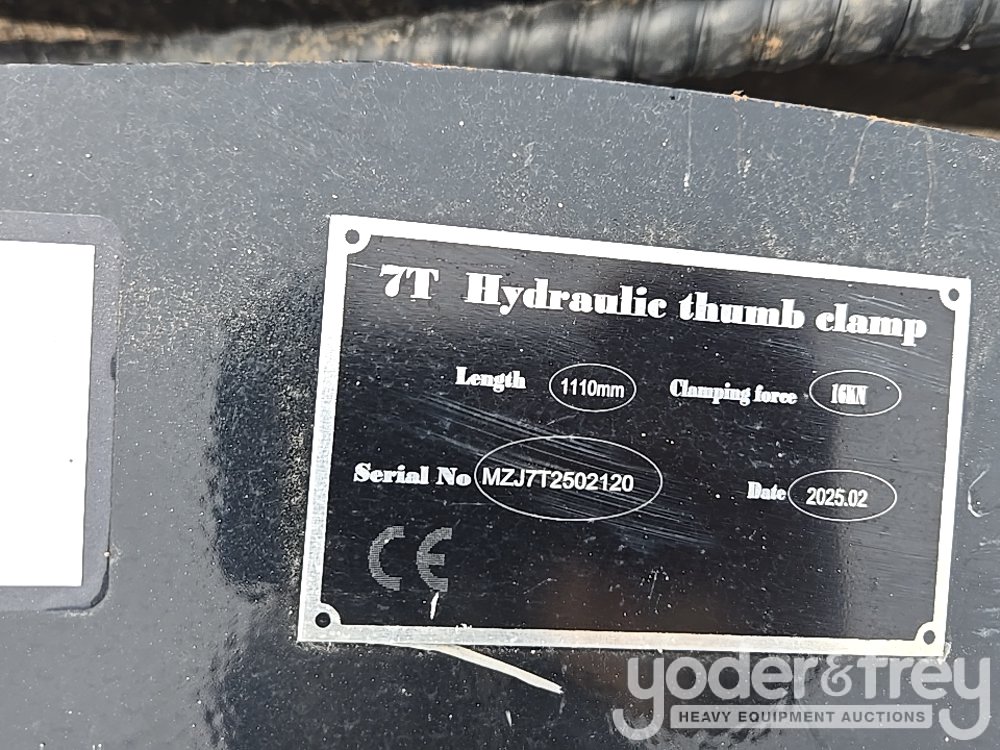 7T Hydraulic thumb clamp
Length 1110mm Clamping force 16KN
Serial No MZJ7T2502120 Date 2025.02
CE
yoder&frey
HEAVY EQUIPMENT AUCTIONS